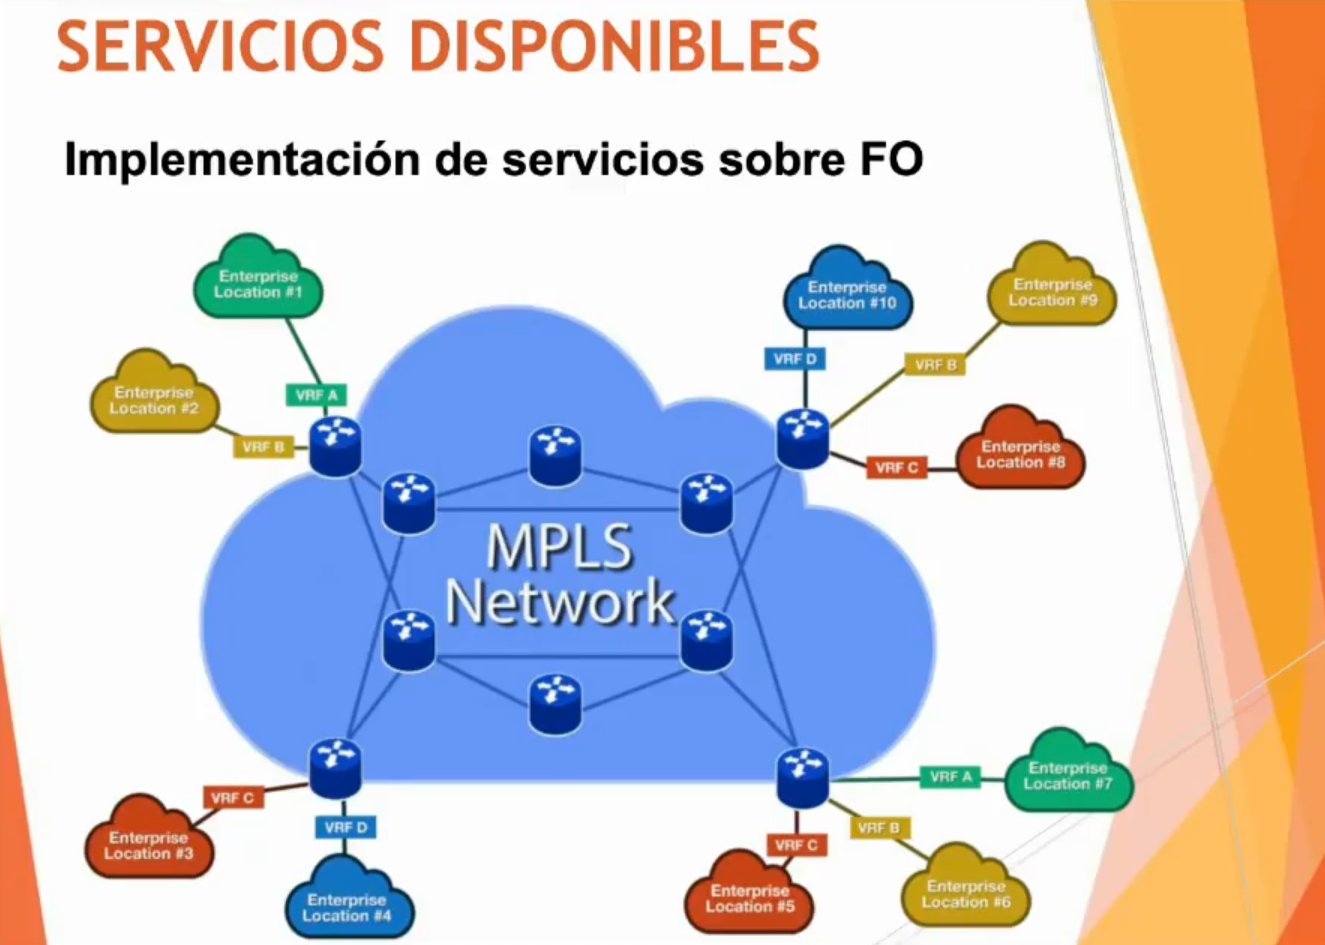 SERVICIOS DISPONIBLES
Implementación de servicios sobre FO
Enterprise
Location #1
VRF A
Enterprise
Location #2
VRF B
Enterprise
Location #10
VRF D
Enterprise
Location #9
VRF B
Enterprise
Location #8
VRF C
MPLS
Network
VRF C
Enterprise
Location #3
VRF D
Enterprise
Location #4
VRF A
Enterprise
Location #7
VRF B
Enterprise
Location #6
VRF C
Enterprise
Location #5